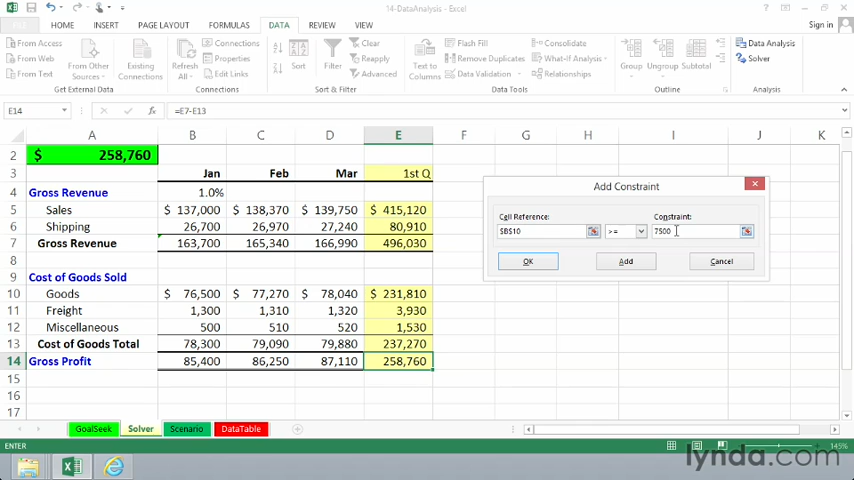 14-DataAnalysis - Excel
HOME INSERT PAGE LAYOUT FORMULAS DATA REVIEW VIEW Sign in
From Access
From Web
From Text
From Other Sources
Existing Connections
Get External Data
Refresh All
Connections
Properties
Edit Links
Connections
Sort
Filter
Clear
Reapply
Advanced
Sort & Filter
Text to Columns
Flash Fill
Remove Duplicates
Data Validation
Consolidate
What-If Analysis
Relationships
Data Tools
Group
Ungroup
Subtotal
Outline
Data Analysis
Solver
Analysis
E14 fx =E7-E13
A B C D E F G H I J K
2 $ 258,760
3 Jan Feb Mar 1st Q
4 Gross Revenue 1.0%
5 Sales $ 137,000 $ 138,370 $ 139,750 $ 415,120
6 Shipping 26,700 26,970 27,240 80,910
7 Gross Revenue 163,700 165,340 166,990 496,030
8
9 Cost of Goods Sold
10 Goods $ 76,500 $ 77,270 $ 78,040 $ 231,810
11 Freight 1,300 1,310 1,320 3,930
12 Miscellaneous 500 510 520 1,530
13 Cost of Goods Total 78,300 79,090 79,880 237,270
14 Gross Profit 85,400 86,250 87,110 258,760
15
16
17
Add Constraint
Cell Reference: Constraint:
$B$10 >= 7500
OK Add Cancel
GoalSeek Solver Scenario DataTable
ENTER 145%
lynda.com